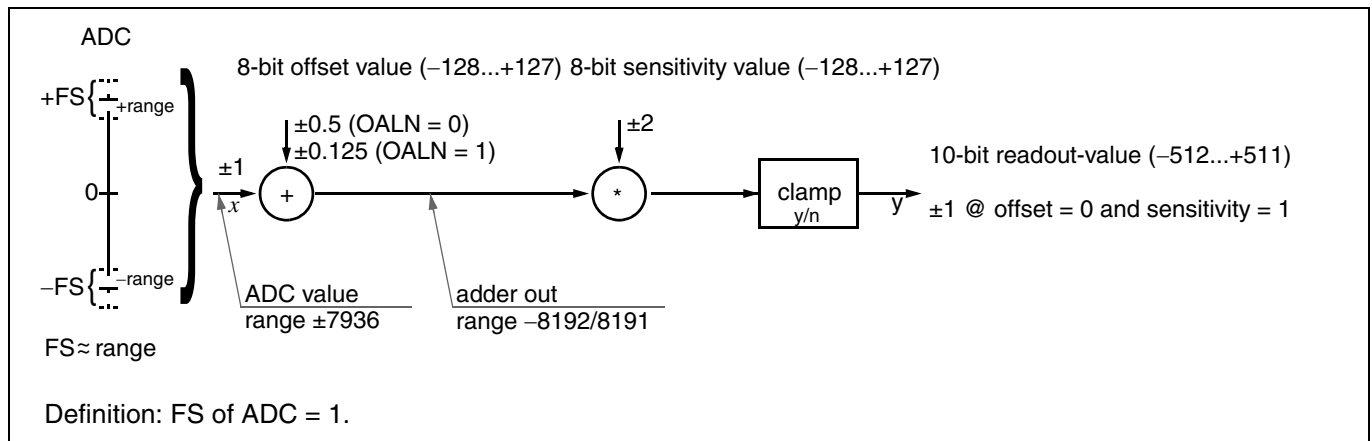 ADC
8-bit offset value (−128...+127) 8-bit sensitivity value (−128...+127)
+FS{
+range
±0.5 (OALN = 0)
±0.125 (OALN = 1)
±2
10-bit readout-value (−512...+511)
±1
0
x
+
*
clamp
y/n
y
±1 @ offset = 0 and sensitivity = 1
−FS{
−range
ADC value
range ±7936
adder out
range −8192/8191
FS ≈ range
Definition: FS of ADC = 1.